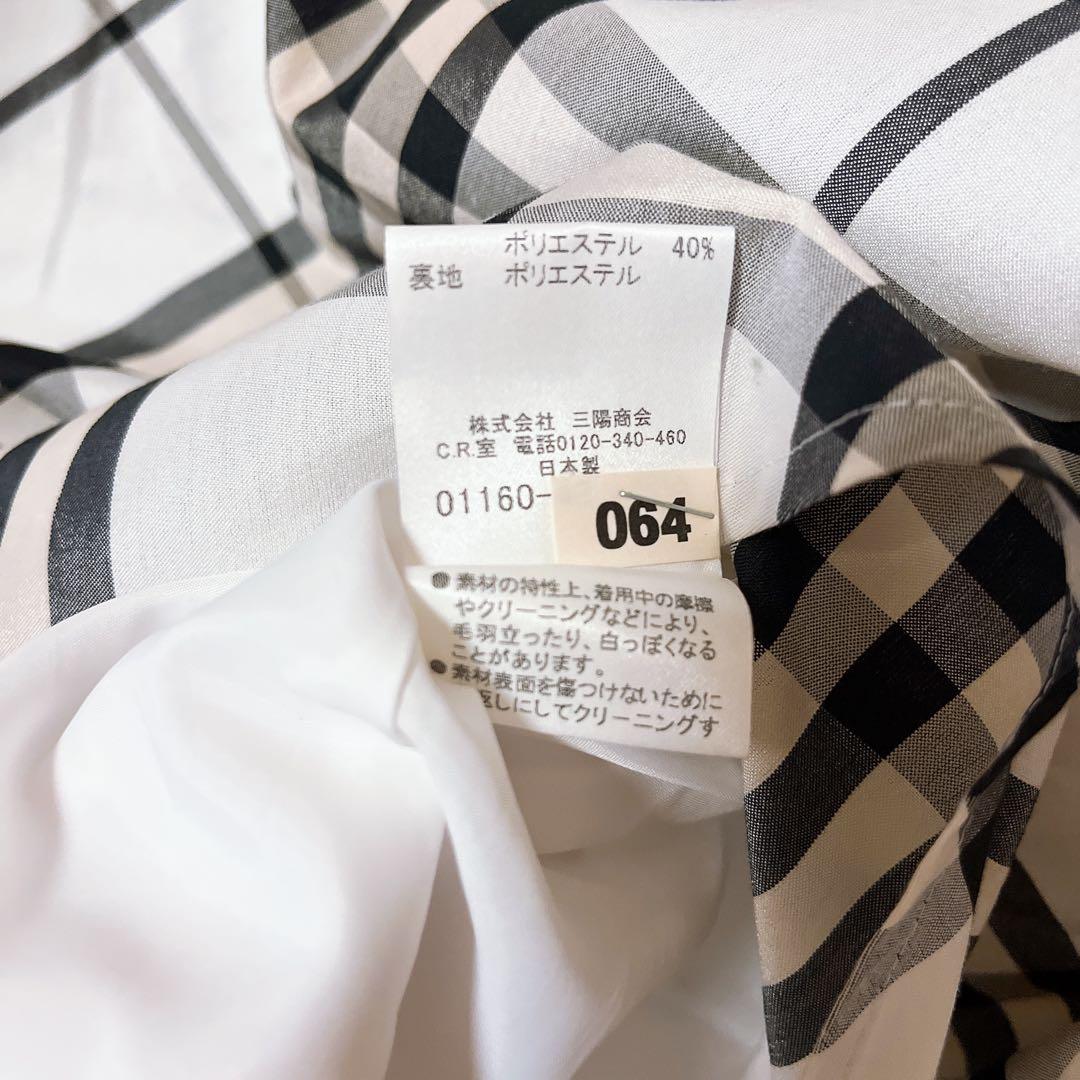 ポリエステル 40%
裏地 ポリエステル
株式会社 三陽商会
C.R.室 電話0120-340-460
日本製
01160-
064
● 素材の特性上、着用中の摩擦
やクリーニングなどにより、
毛羽立ったり、白っぽくなる
ことがあります。
● 素材表面を傷つけないために
返しにしてクリーニングす